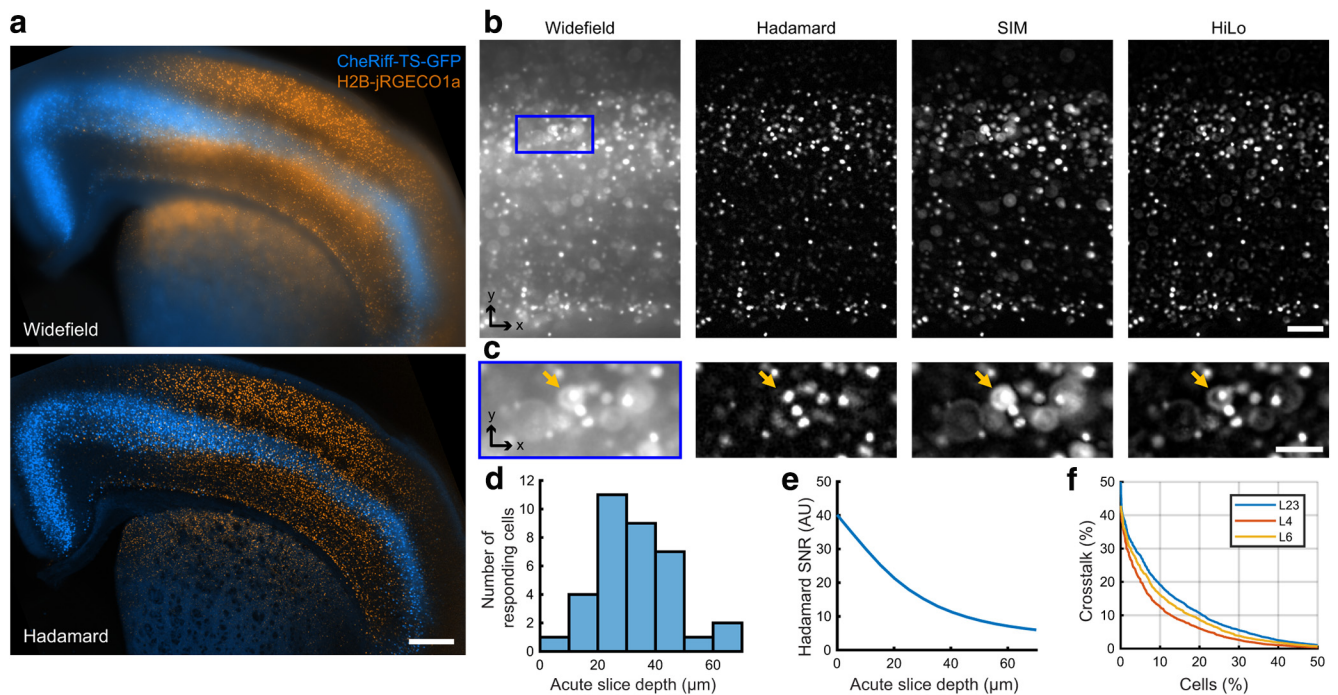 a
CheRiff-TS-GFP
H2B-jRGECO1a
Widefield
Hadamard
b
Widefield
Hadamard
SIM
HiLo
y
x
c
y
x
d
Number of
responding cells
12
10
8
6
4
2
0
0
20
40
60
Acute slice depth (µm)
e
Hadamard SNR (AU)
50
40
30
20
10
0
0
20
40
60
Acute slice depth (µm)
f
Crosstalk (%)
50
40
30
20
10
0
L23
L4
L6
0
10
20
30
40
50
Cells (%)